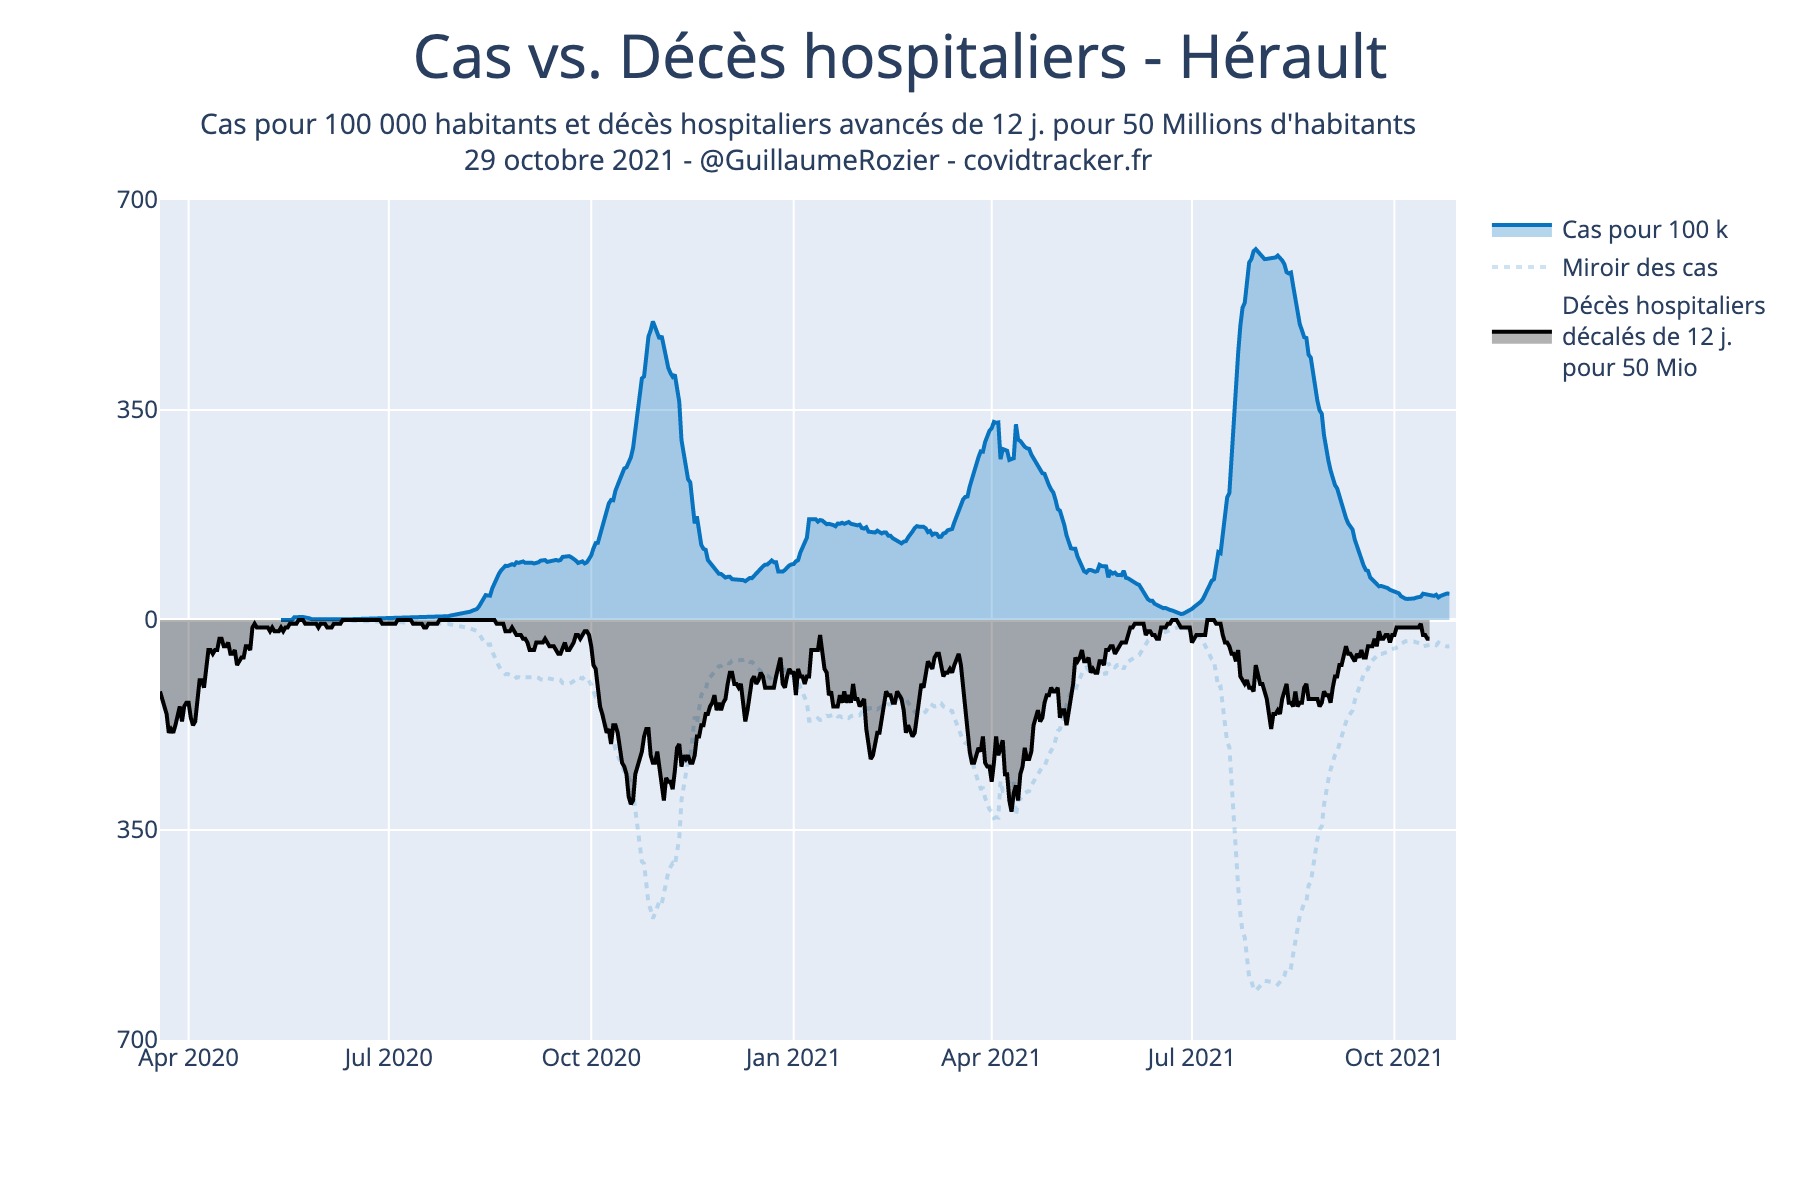 Cas vs. Décès hospitaliers - Hérault
Cas pour 100 000 habitants et décès hospitaliers avancés de 12 j. pour 50 Millions d'habitants
29 octobre 2021 - @GuillaumeRozier - covidtracker.fr
700
350
0
350
700
Apr 2020
Jul 2020
Oct 2020
Jan 2021
Apr 2021
Jul 2021
Oct 2021
Cas pour 100 k
Miroir des cas
Décès hospitaliers
décalés de 12 j.
pour 50 Mio